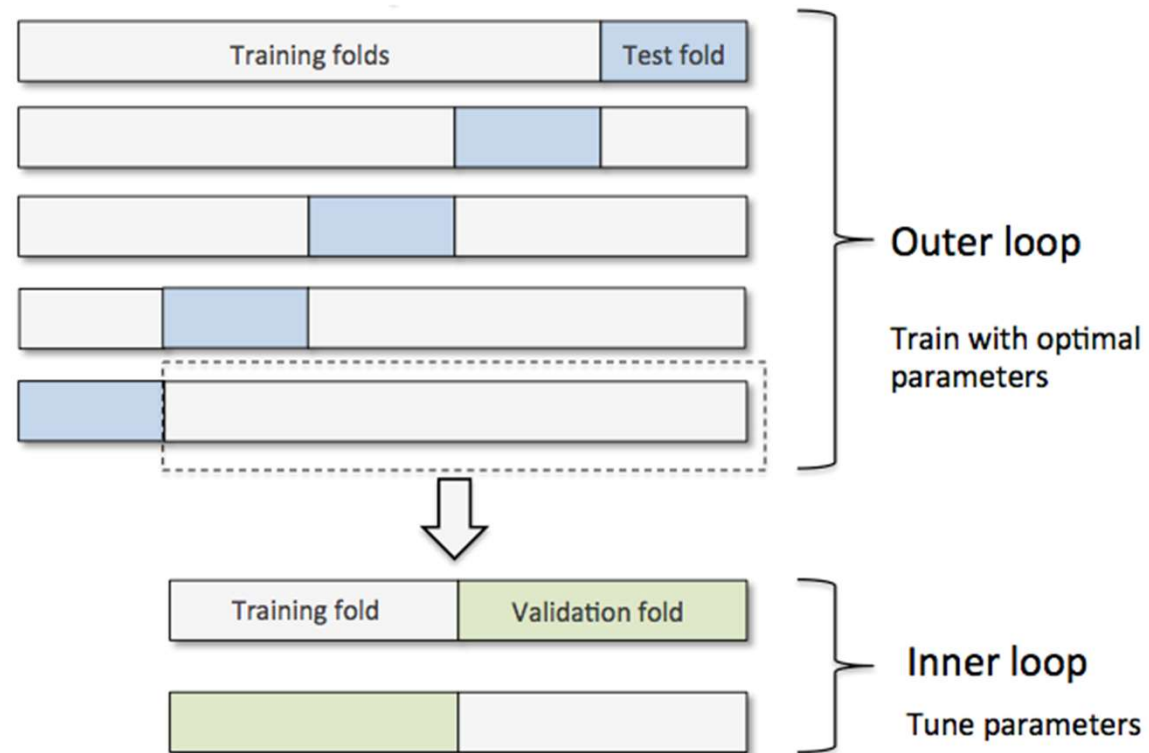 Training folds
Test fold
Outer loop
Train with optimal
parameters
Training fold
Validation fold
Inner loop
Tune parameters